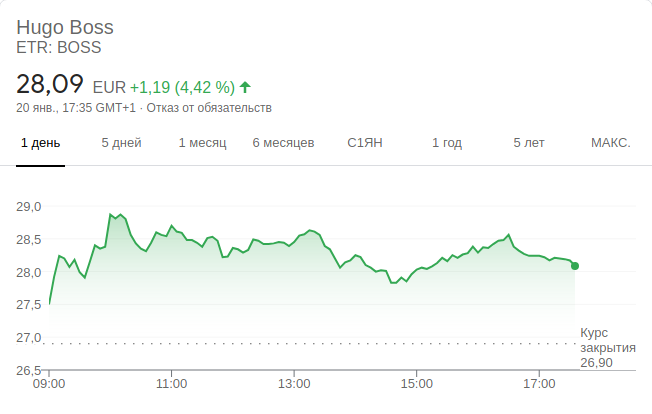 Hugo Boss
ETR: BOSS
28,09 EUR +1,19 (4,42 %)
20 янв., 17:35 GMT+1 · Отказ от обязательств
1 день 5 дней 1 месяц 6 месяцев С1ЯН 1 год 5 лет МАКС.
29,0
28,5
28,0
27,5
27,0
26,5
Курс
закрытия
26,90
09:00 11:00 13:00 15:00 17:00